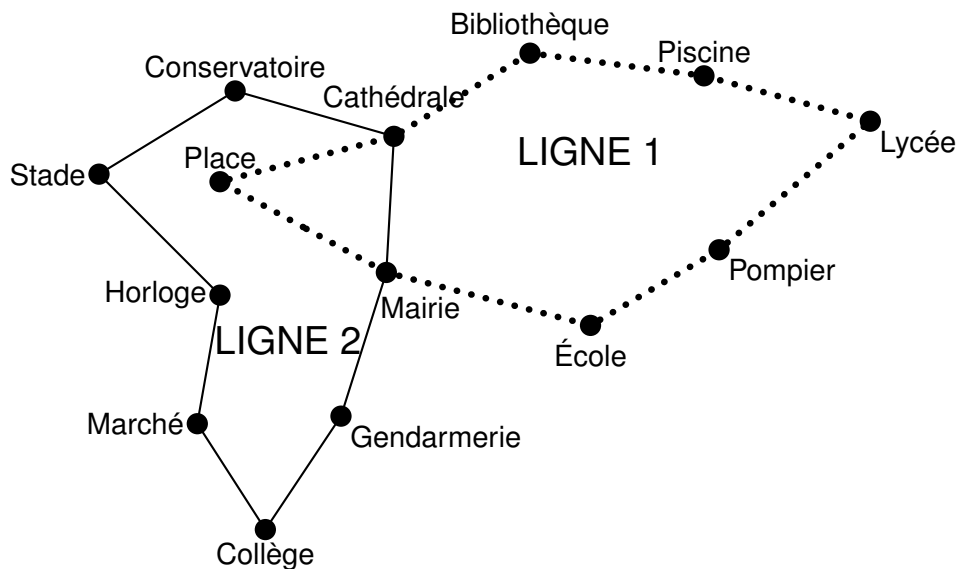 Bibliothèque
Piscine
Conservatoire
Cathédrale
Lycée
LIGNE 1
Place
Stade
Pompier
Horloge
Mairie
LIGNE 2
École
Marché
Gendarmerie
Collège